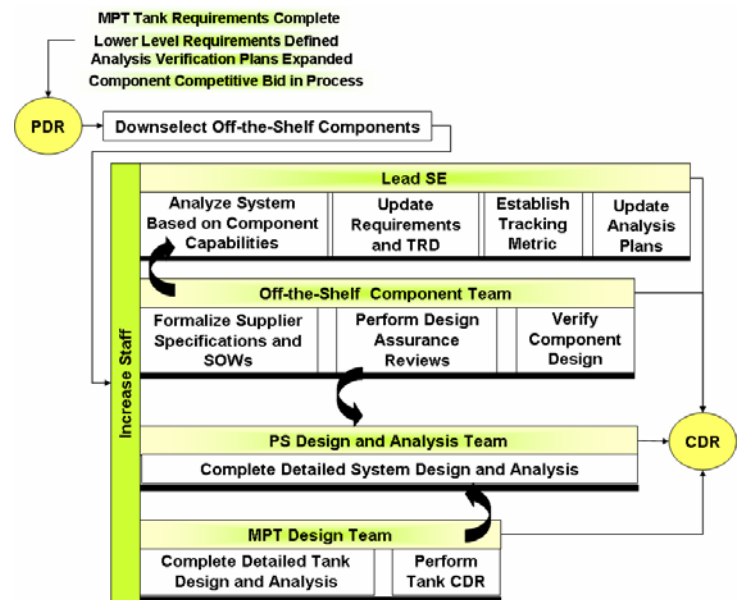 MPT Tank Requirements Complete
Lower Level Requirements Defined
Analysis Verification Plans Expanded
Component Competitive Bid in Process
PDR
Downselect Off-the-Shelf Components
Increase Staff
Lead SE
Analyze System
Based on Component
Capabilities
Update
Requirements
and TRD
Establish
Tracking
Metric
Update
Analysis
Plans
Off-the-Shelf Component Team
Formalize Supplier
Specifications and
SOWs
Perform Design
Assurance
Reviews
Verify
Component
Design
PS Design and Analysis Team
Complete Detailed System Design and Analysis
CDR
MPT Design Team
Complete Detailed Tank
Design and Analysis
Perform
Tank CDR